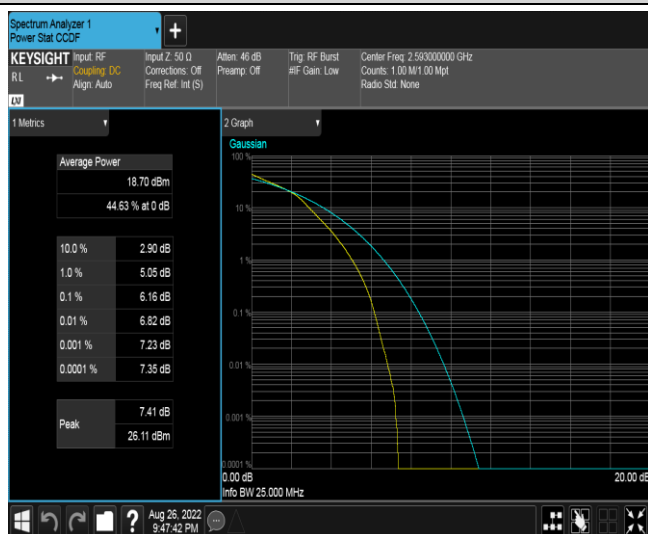 Spectrum Analyzer 1
Power Stat CCDF
+
KEYSIGHT
RL
LXI
Input: RF
Coupling: DC
Align: Auto
Input Z: 50 Ω
Corrections: Off
Freq Ref: Int (S)
Atten: 46 dB
Preamp: Off
Trig: RF Burst
#IF Gain: Low
Center Freq: 2.593000000 GHz
Counts: 1.00 M/1.00 Mpt
Radio Std: None
1 Metrics
Average Power
18.70 dBm
44.63 % at 0 dB
10.0 % 2.90 dB
1.0 % 5.05 dB
0.1 % 6.16 dB
0.01 % 6.82 dB
0.001 % 7.23 dB
0.0001 % 7.35 dB
Peak
7.41 dB
26.11 dBm
2 Graph
Gaussian
100 %
10 %
1 %
0.1 %
0.01 %
0.001 %
0.0001 %
0.00 dB 20.00 dB
Info BW 25.000 MHz
?
Aug 26, 2022
9:47:42 PM